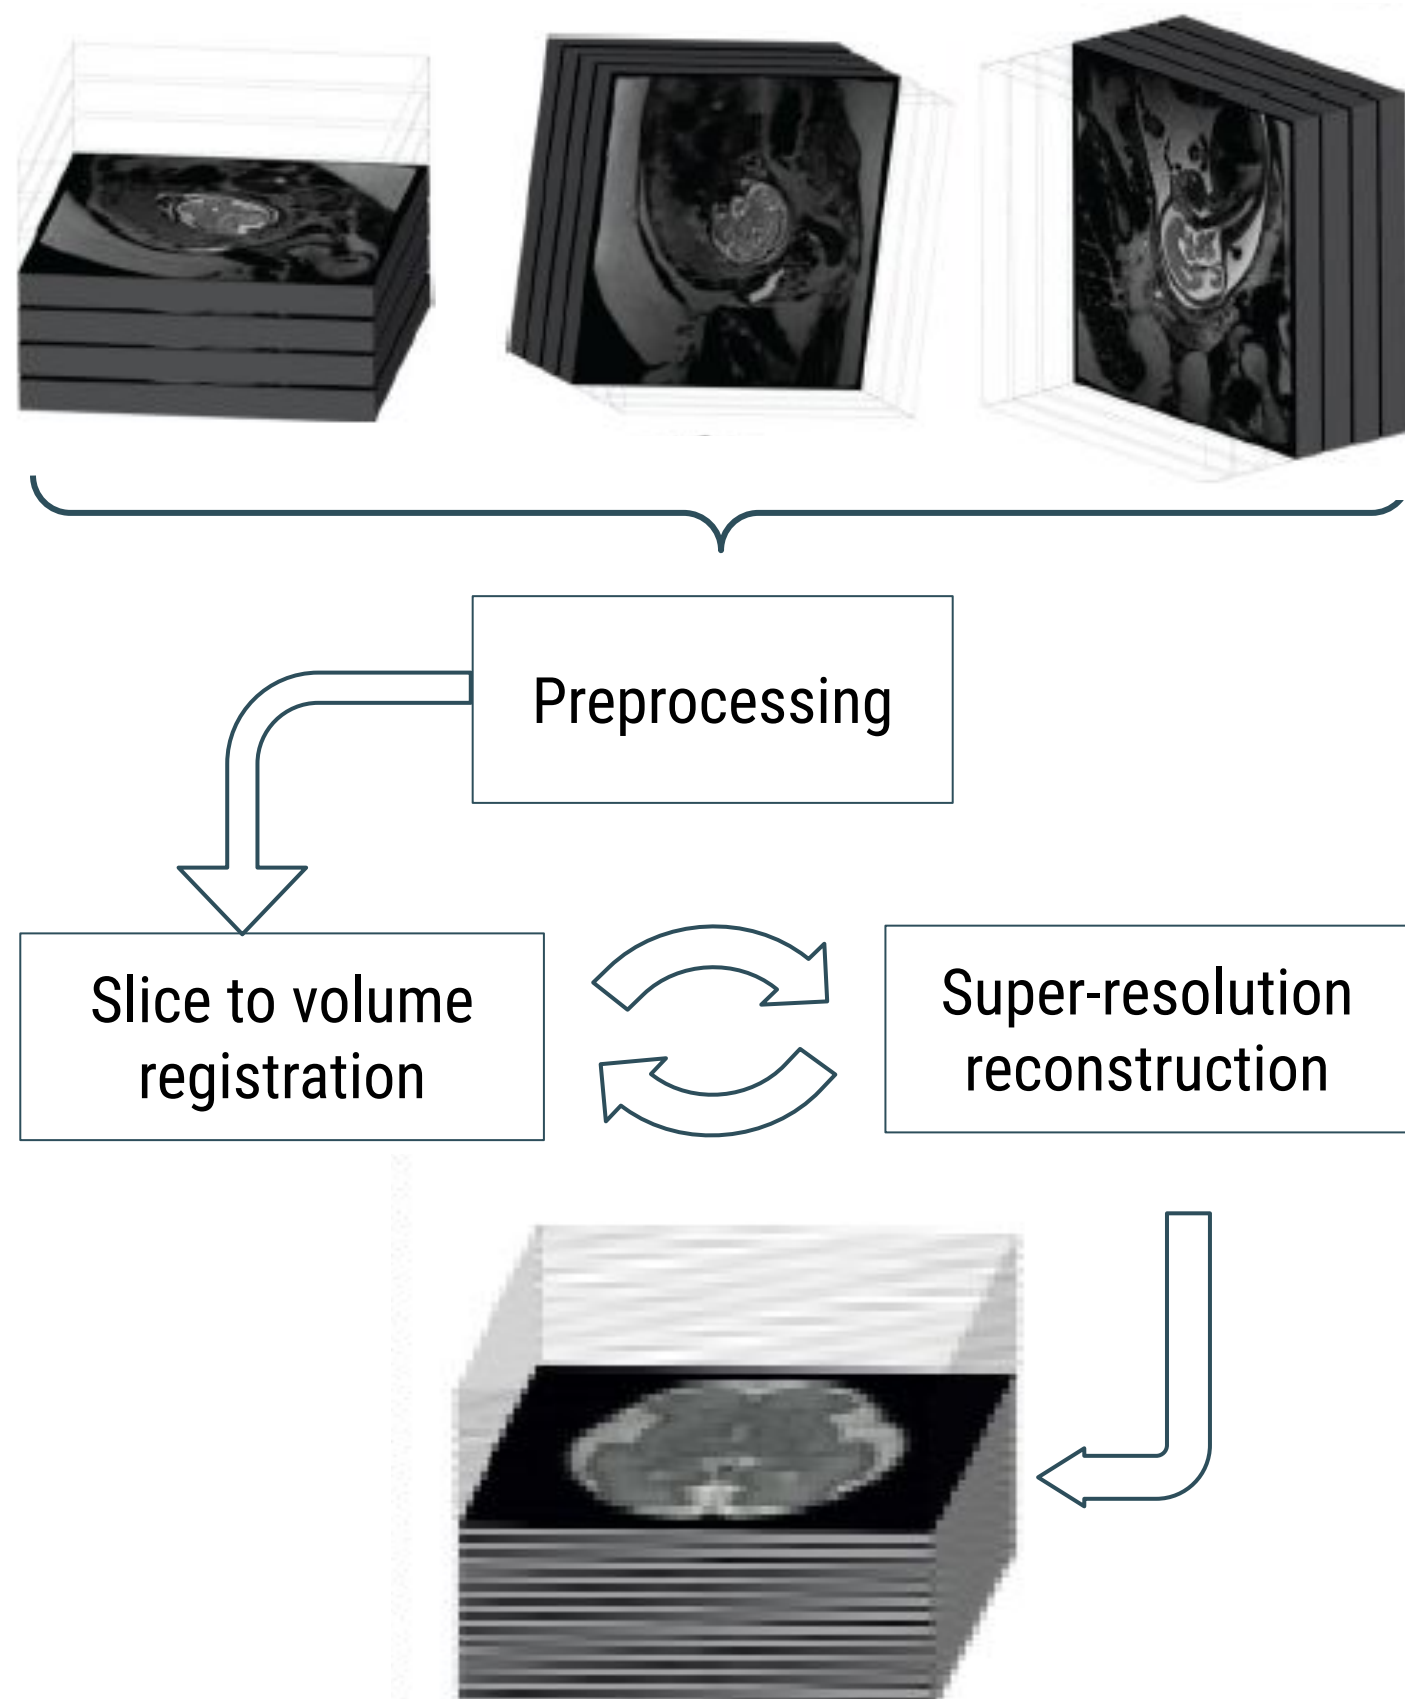 Preprocessing
Slice to volume
registration
Super-resolution
reconstruction